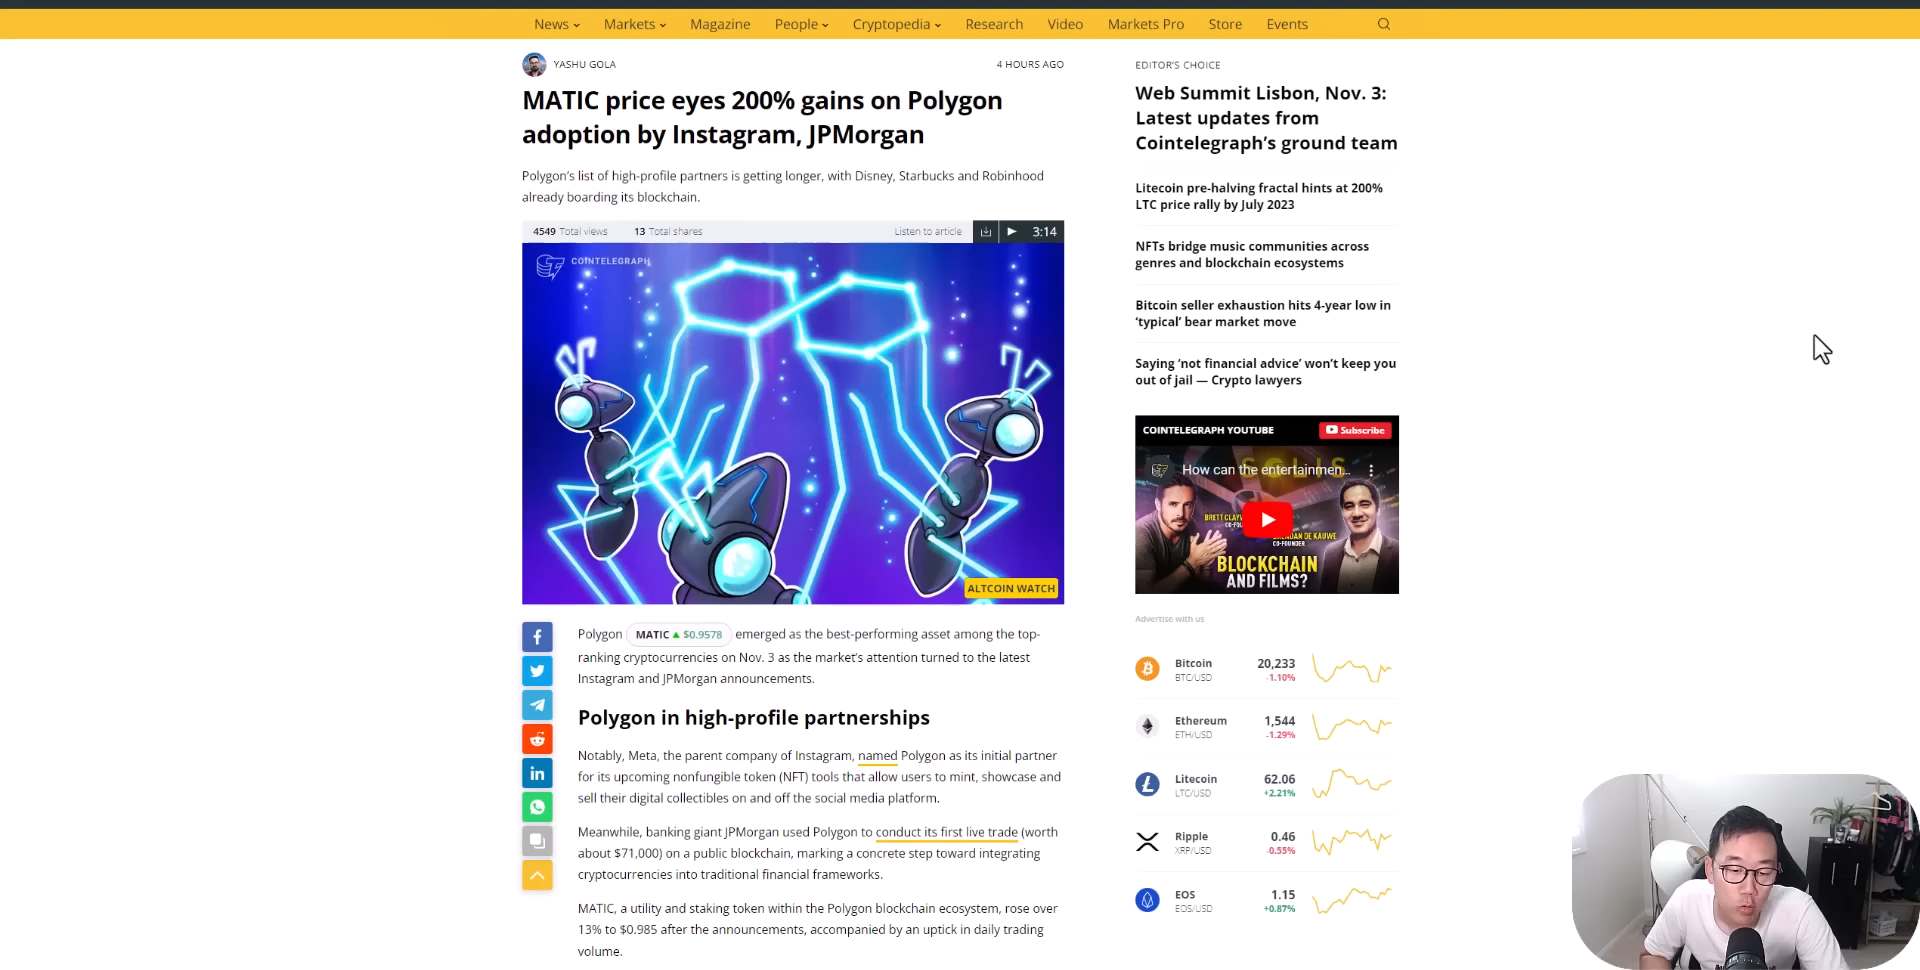 News
Markets
Magazine
People
Cryptopedia
Research
Video
Markets Pro
Store
Events
YASHU GOLA
4 HOURS AGO
MATIC price eyes 200% gains on Polygon
adoption by Instagram, JPMorgan
Polygon’s list of high-profile partners is getting longer, with Disney, Starbucks and Robinhood
already boarding its blockchain.
4549 Total views
13 Total shares
Listen to article
3:14
COINTELEGRAPH
ALTCOIN WATCH
Polygon MATIC ▲ $0.9578 emerged as the best-performing asset among the top-
ranking cryptocurrencies on Nov. 3 as the market’s attention turned to the latest
Instagram and JPMorgan announcements.
Polygon in high-profile partnerships
Notably, Meta, the parent company of Instagram, named Polygon as its initial partner
for its upcoming nonfungible token (NFT) tools that allow users to mint, showcase and
sell their digital collectibles on and off the social media platform.
Meanwhile, banking giant JPMorgan used Polygon to conduct its first live trade (worth
about $71,000) on a public blockchain, marking a concrete step toward integrating
cryptocurrencies into traditional financial frameworks.
MATIC, a utility and staking token within the Polygon blockchain ecosystem, rose over
13% to $0.985 after the announcements, accompanied by an uptick in daily trading
volume.
EDITOR’S CHOICE
Web Summit Lisbon, Nov. 3:
Latest updates from
Cointelegraph’s ground team
Litecoin pre-halving fractal hints at 200%
LTC price rally by July 2023
NFTs bridge music communities across
genres and blockchain ecosystems
Bitcoin seller exhaustion hits 4-year low in
‘typical’ bear market move
Saying ‘not financial advice’ won’t keep you
out of jail — Crypto lawyers
COINTELEGRAPH YOUTUBE
Subscribe
How can the entertainmen...
BRETT
CO-FOU
DE KAUWE
CO-FOUNDER
BLOCKCHAIN
AND FILMS?
Advertise with us
Bitcoin 20,233
BTC/USD -1.10%
Ethereum 1,544
ETH/USD -1.29%
Litecoin 62.06
LTC/USD +2.21%
Ripple 0.46
XRP/USD -0.55%
EOS 1.15
EOS/USD +0.87%